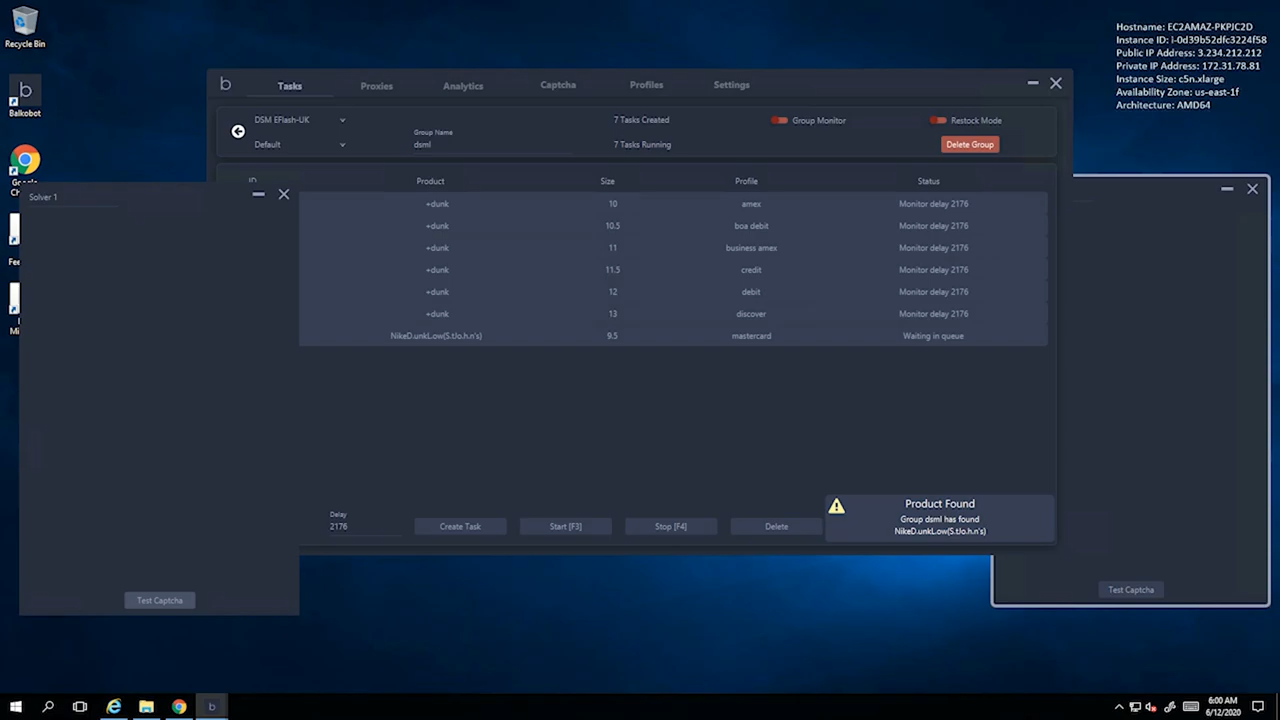 Recycle Bin
Hostname: EC2AMAZ-PKPJC2D
Instance ID: i-0d39b52dfc3224f58
Public IP Address: 3.234.212.212
Private IP Address: 172.31.78.81
Instance Size: c5n.xlarge
Availability Zone: us-east-1f
Architecture: AMD64
b Tasks Proxies Analytics Captcha Profiles Settings
b
Balkobot
DSM EFlash-UK 7 Tasks Created Group Monitor Restock Mode
Group Name
Default dsml 7 Tasks Running Delete Group
Google
Ch
Solver 1
ID Product Size Profile Status
+dunk 10 amex Monitor delay 2176
+dunk 10.5 boa debit Monitor delay 2176
+dunk 11 business amex Monitor delay 2176
+dunk 11.5 credit Monitor delay 2176
+dunk 12 debit Monitor delay 2176
+dunk 13 discover Monitor delay 2176
NikeD.unkLow(S.t.Jo.h.n's) 9.5 mastercard Waiting in queue
Fee
Mi
Delay
2176 Create Task Start [F3] Stop [F4] Delete
Product Found
Group dsml has found
NikeD.unkLow(S.t.Jo.h.n's)
Test Captcha
Test Captcha
b
6:00 AM
6/12/2020